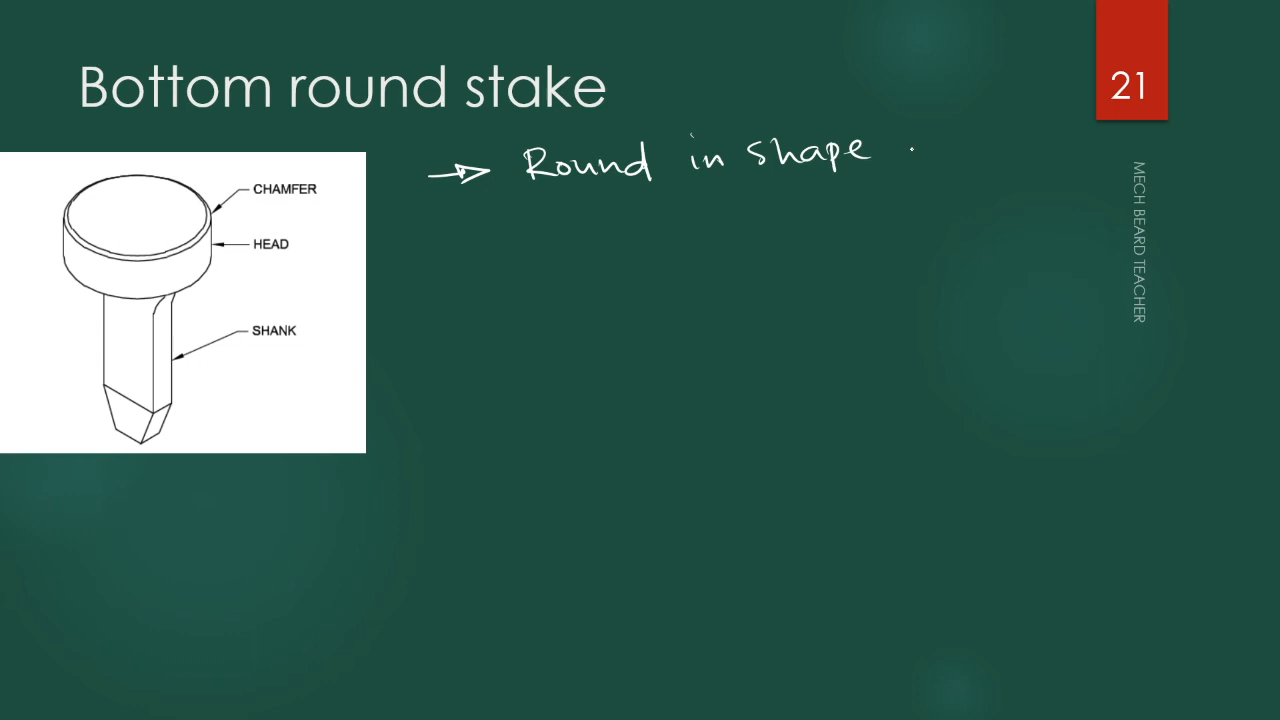 Bottom round stake
21
→ Round in shape .
CHAMFER
HEAD
SHANK
MECH BEARD TEACHER